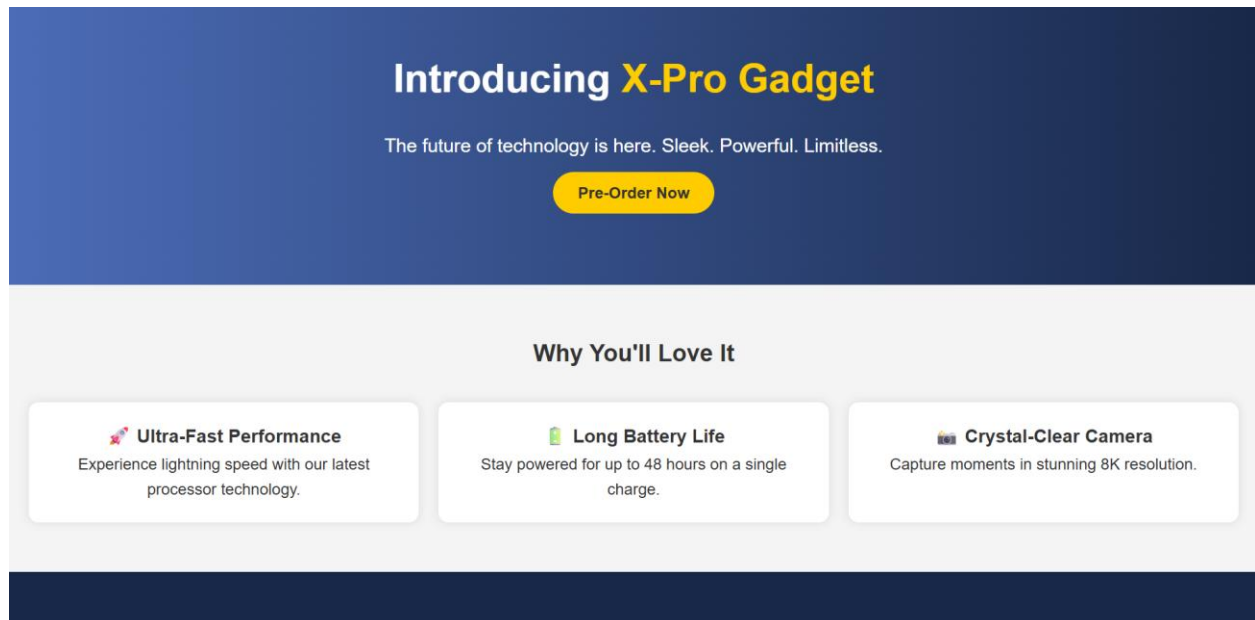 Introducing X-Pro Gadget
The future of technology is here. Sleek. Powerful. Limitless.
Pre-Order Now
Why You'll Love It
🚀 Ultra-Fast Performance
Experience lightning speed with our latest
processor technology.
🔋 Long Battery Life
Stay powered for up to 48 hours on a single
charge.
📸 Crystal-Clear Camera
Capture moments in stunning 8K resolution.